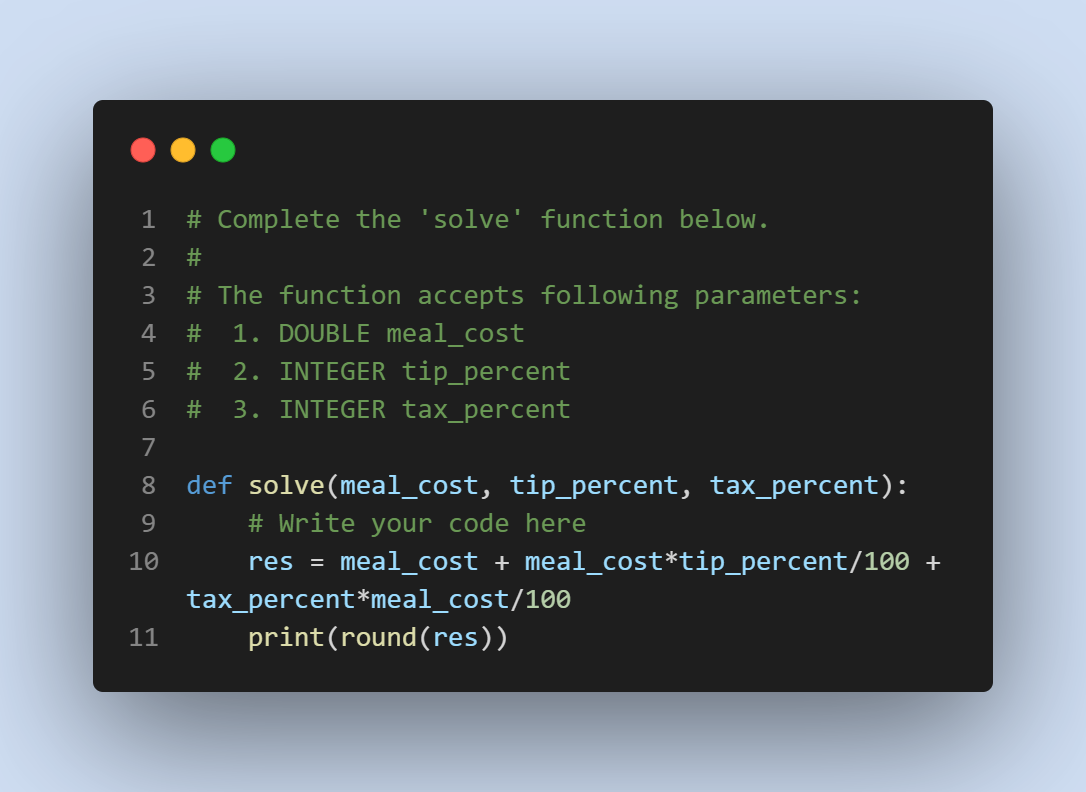 1 # Complete the 'solve' function below.
2 #
3 # The function accepts following parameters:
4 #  1. DOUBLE meal_cost
5 #  2. INTEGER tip_percent
6 #  3. INTEGER tax_percent
7
8 def solve(meal_cost, tip_percent, tax_percent):
9     # Write your code here
10     res = meal_cost + meal_cost*tip_percent/100 +
tax_percent*meal_cost/100
11     print(round(res))